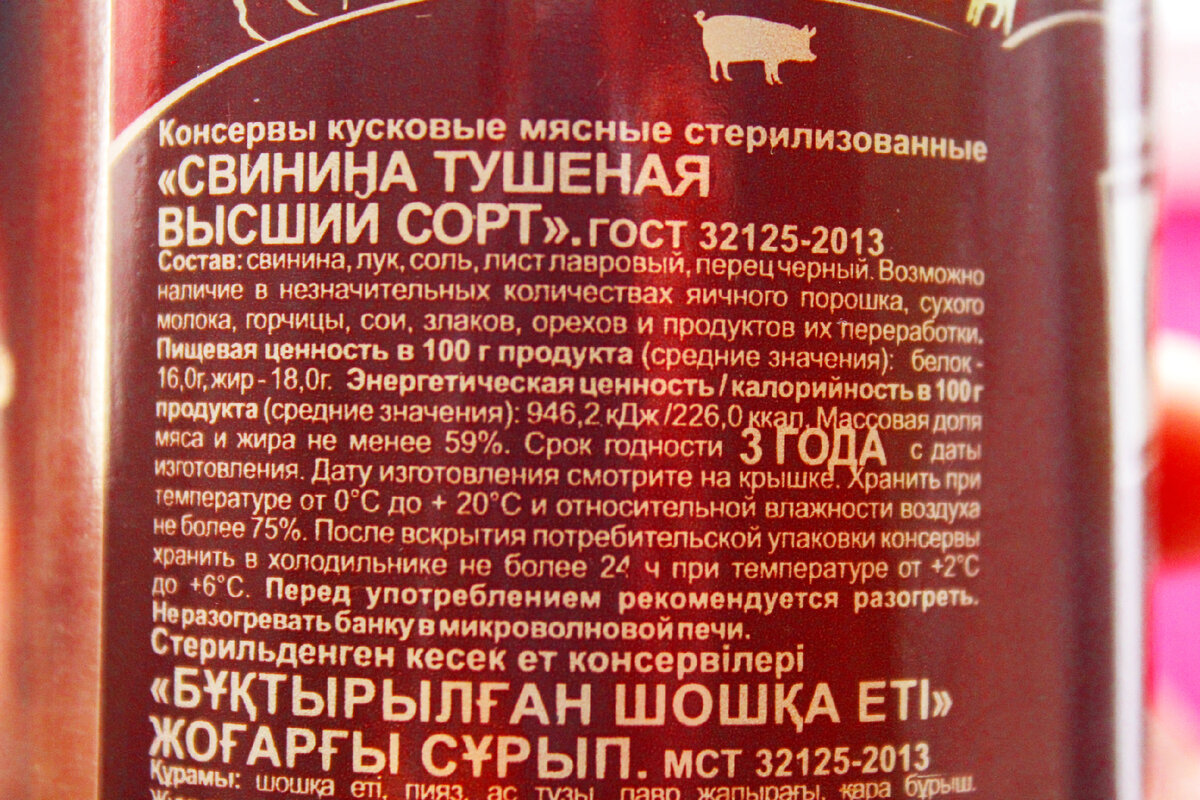 Консервы кусковые мясные стерилизованные
«СВИНИНА ТУШЕНАЯ
ВЫСШИЙ СОРТ». ГОСТ 32125-2013
Состав: свинина, лук, соль, лист лавровый, перец черный. Возможно
наличие в незначительных количествах яичного порошка, сухого
молока, горчицы, сои, злаков, орехов и продуктов их переработки.
Пищевая ценность в 100 г продукта (средние значения): белок -
16,0г, жир - 18,0г. Энергетическая ценность / калорийность в 100г
продукта (средние значения): 946,2 кДж /226,0 ккал. Массовая доля
мяса и жира не менее 59%. Срок годности 3 ГОДА с даты
изготовления. Дату изготовления смотрите на крышке. Хранить при
температуре от 0°С до + 20°С и относительной влажности воздуха
не более 75%. После вскрытия потребительской упаковки консервы
хранить в холодильнике не более 24 ч при температуре от +2°С
до +6°С. Перед употреблением рекомендуется разогреть.
Не разогревать банку в микроволновой печи.
Стерильденген кесек ет консервілері
«БҰҚТЫРЫЛҒАН ШОШҚА ЕТІ»
ЖОҒАРҒЫ СҰРЫП. МСТ 32125-2013
Құрамы: шошқа еті, пияз, ас тұзы, лавр жапырағы, қара бұрыш.